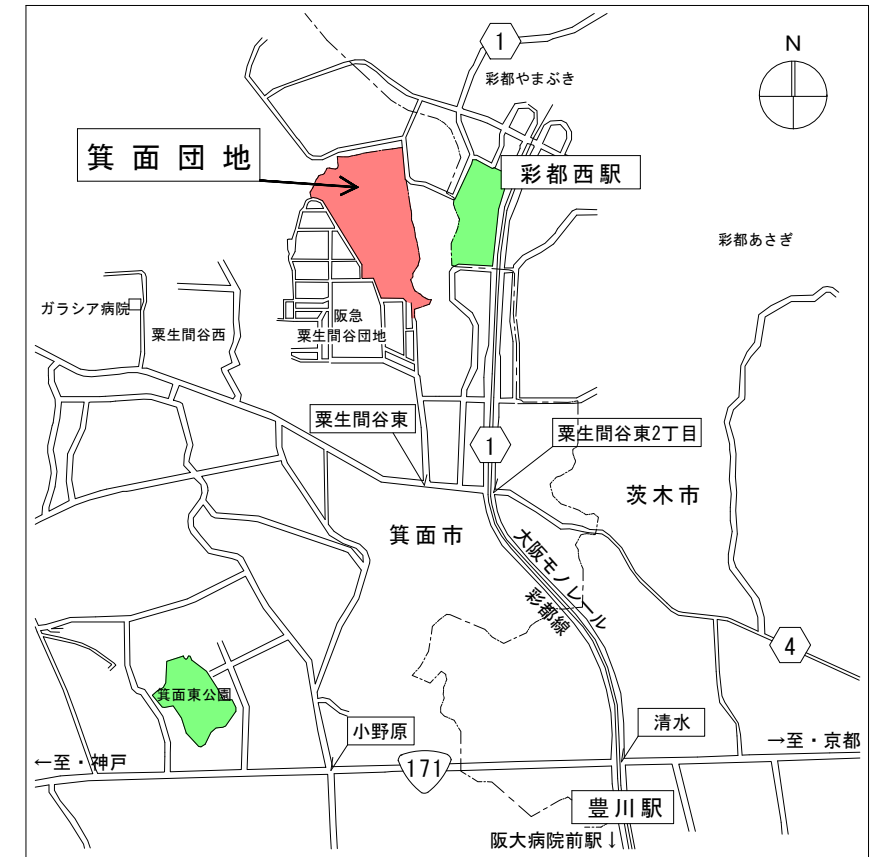 1
彩都やまぶき
N
箕面団地
彩都西駅
彩都あさぎ
ガラシア病院
粟生間谷西
阪急
粟生間谷団地
粟生間谷東
1
粟生間谷東2丁目
茨木市
箕面市
大阪モノレール
彩都線
4
箕面東公園
小野原
清水
←至・神戸
171
→至・京都
豊川駅
阪大病院前駅↓